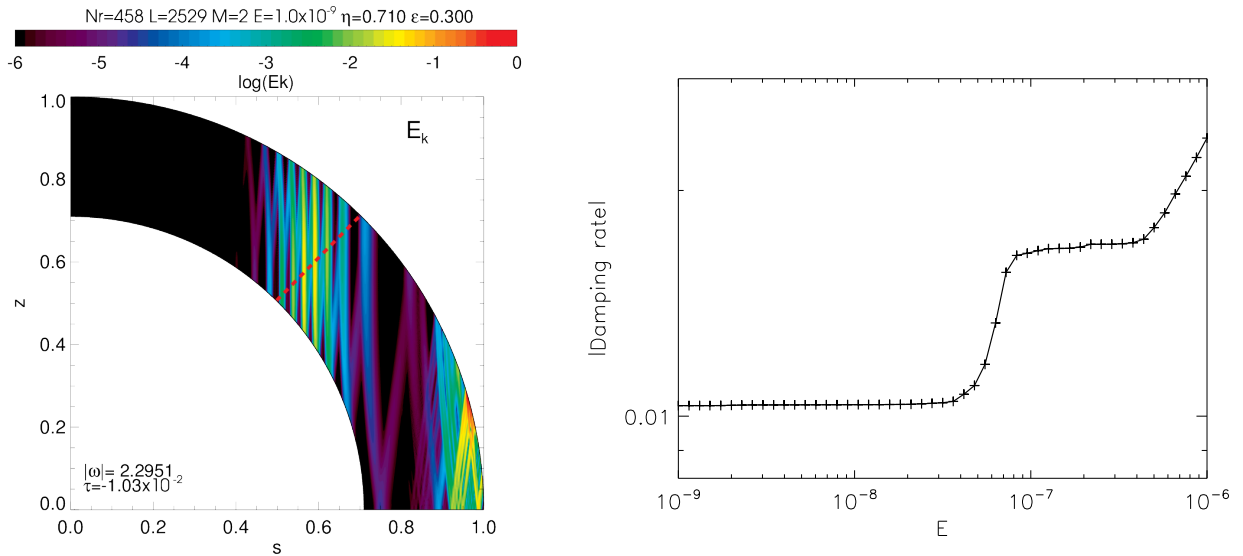 Nr=458 L=2529 M=2 E=1.0x10⁻⁹ η=0.710 ε=0.300
-6 -5 -4 -3 -2 -1 0
log(Ek)
E_k
1.0
0.8
0.6
0.4
0.2
0.0
z
|ω|= 2.2951
τ=-1.03x10⁻²
0.0 0.2 0.4 0.6 0.8 1.0
s
|Damping rate|
0.01
10⁻⁹ 10⁻⁸ 10⁻⁷ 10⁻⁶
E